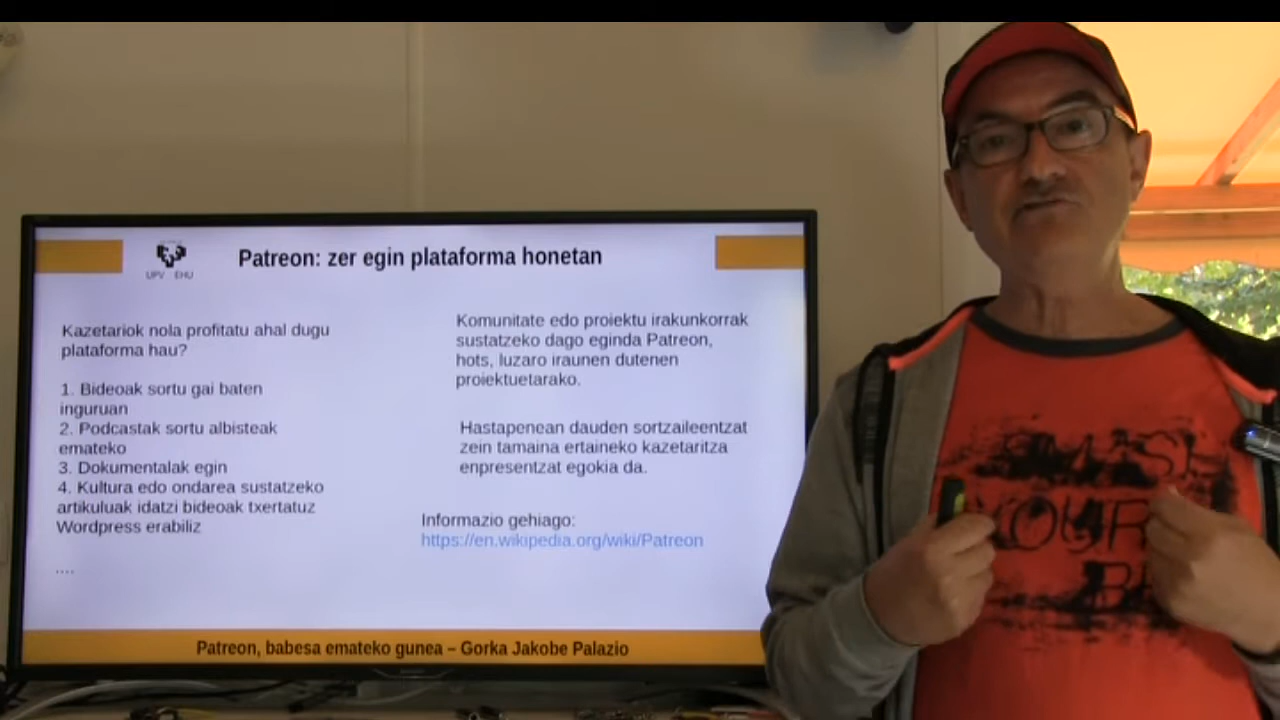 UPV EHU
Patreon: zer egin plataforma honetan
Kazetariok nola profitatu ahal dugu
plataforma hau?
1. Bideoak sortu gai baten
inguruan
2. Podcastak sortu albisteak
emateko
3. Dokumentalak egin
4. Kultura edo ondarea sustatzeko
artikuluak idatzi bideoak txertatuz
Wordpress erabiliz
....
Komunitate edo proiektu irakunkorrak
sustatzeko dago eginda Patreon,
hots, luzaro iraunen dutenen
proiektuetarako.
Hastapenean dauden sortzaileentzat
zein tamaina ertaineko kazetaritza
enpresentzat egokia da.
Informazio gehiago:
https://en.wikipedia.org/wiki/Patreon
Patreon, babesa emateko gunea – Gorka Jakobe Palazio
YOUR